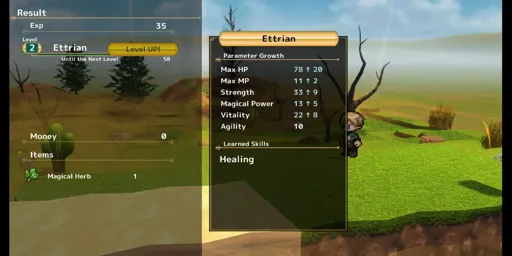 Result
Exp 35
Level
2 Ettrian Level UP!
Until the Next Level 58
Money 0
Items
Magical Herb 1
Ettrian
Parameter Growth
Max HP 78 ↑ 20
Max MP 11 ↑ 2
Strength 33 ↑ 9
Magical Power 13 ↑ 5
Vitality 22 ↑ 8
Agility 10
Learned Skills
Healing